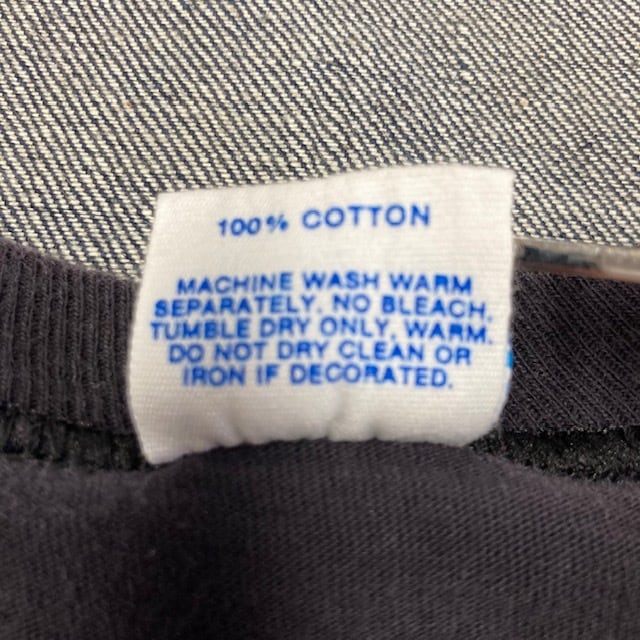 100% COTTON
MACHINE WASH WARM
SEPARATELY. NO BLEACH.
TUMBLE DRY ONLY, WARM.
DO NOT DRY CLEAN OR
IRON IF DECORATED.